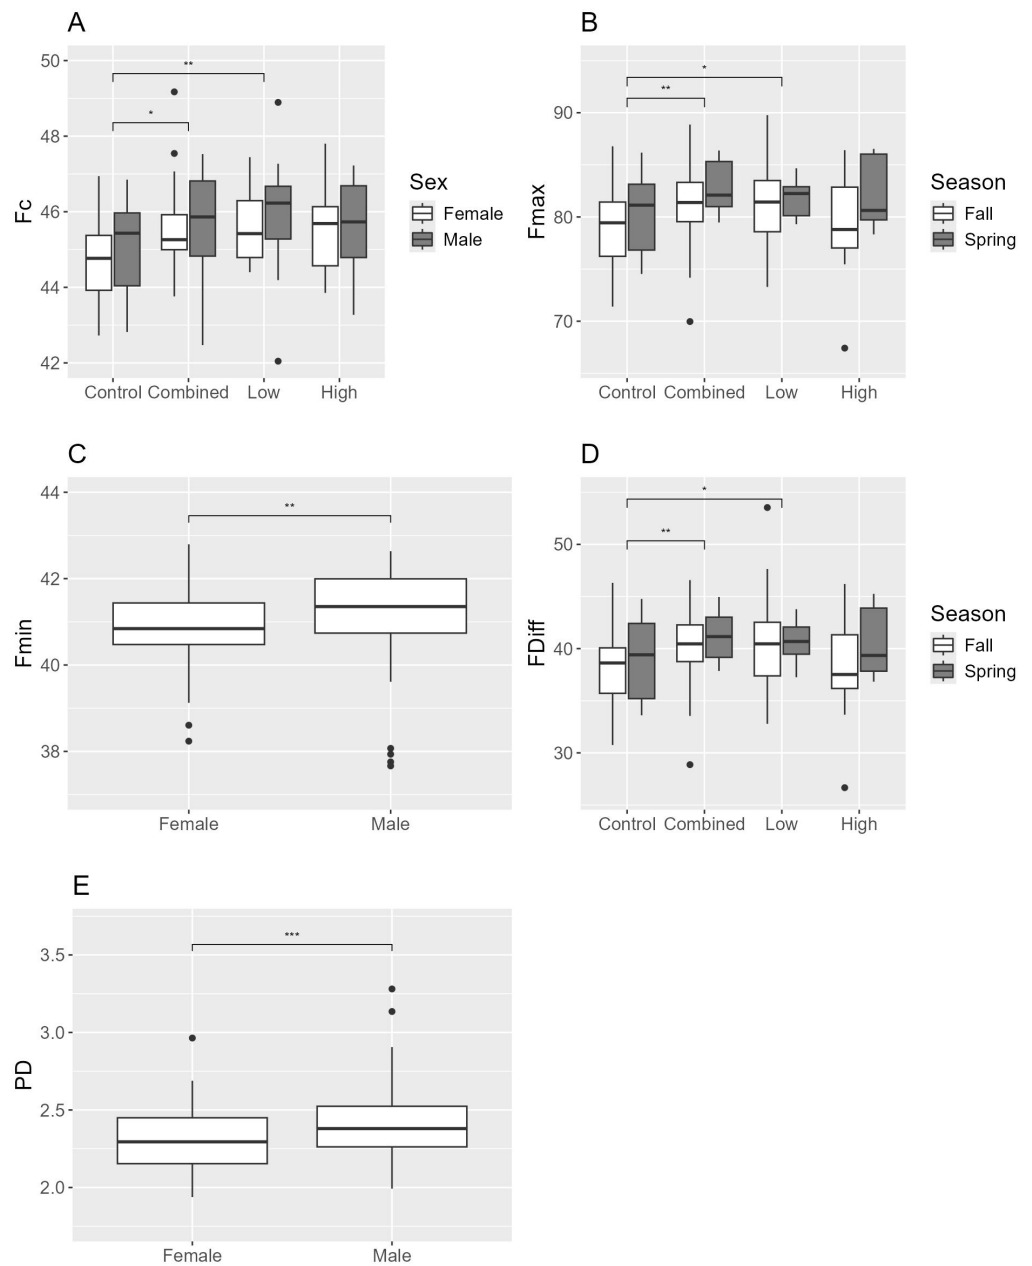 A
Fc
50
48
46
44
42
**
*
Control Combined Low High
Sex
Female
Male
B
Fmax
90
80
70
*
**
Control Combined Low High
Season
Fall
Spring
C
Fmin
44
42
40
38
**
Female Male
D
FDiff
50
40
30
*
**
Control Combined Low High
Season
Fall
Spring
E
PD
3.5
3.0
2.5
2.0
***
Female Male